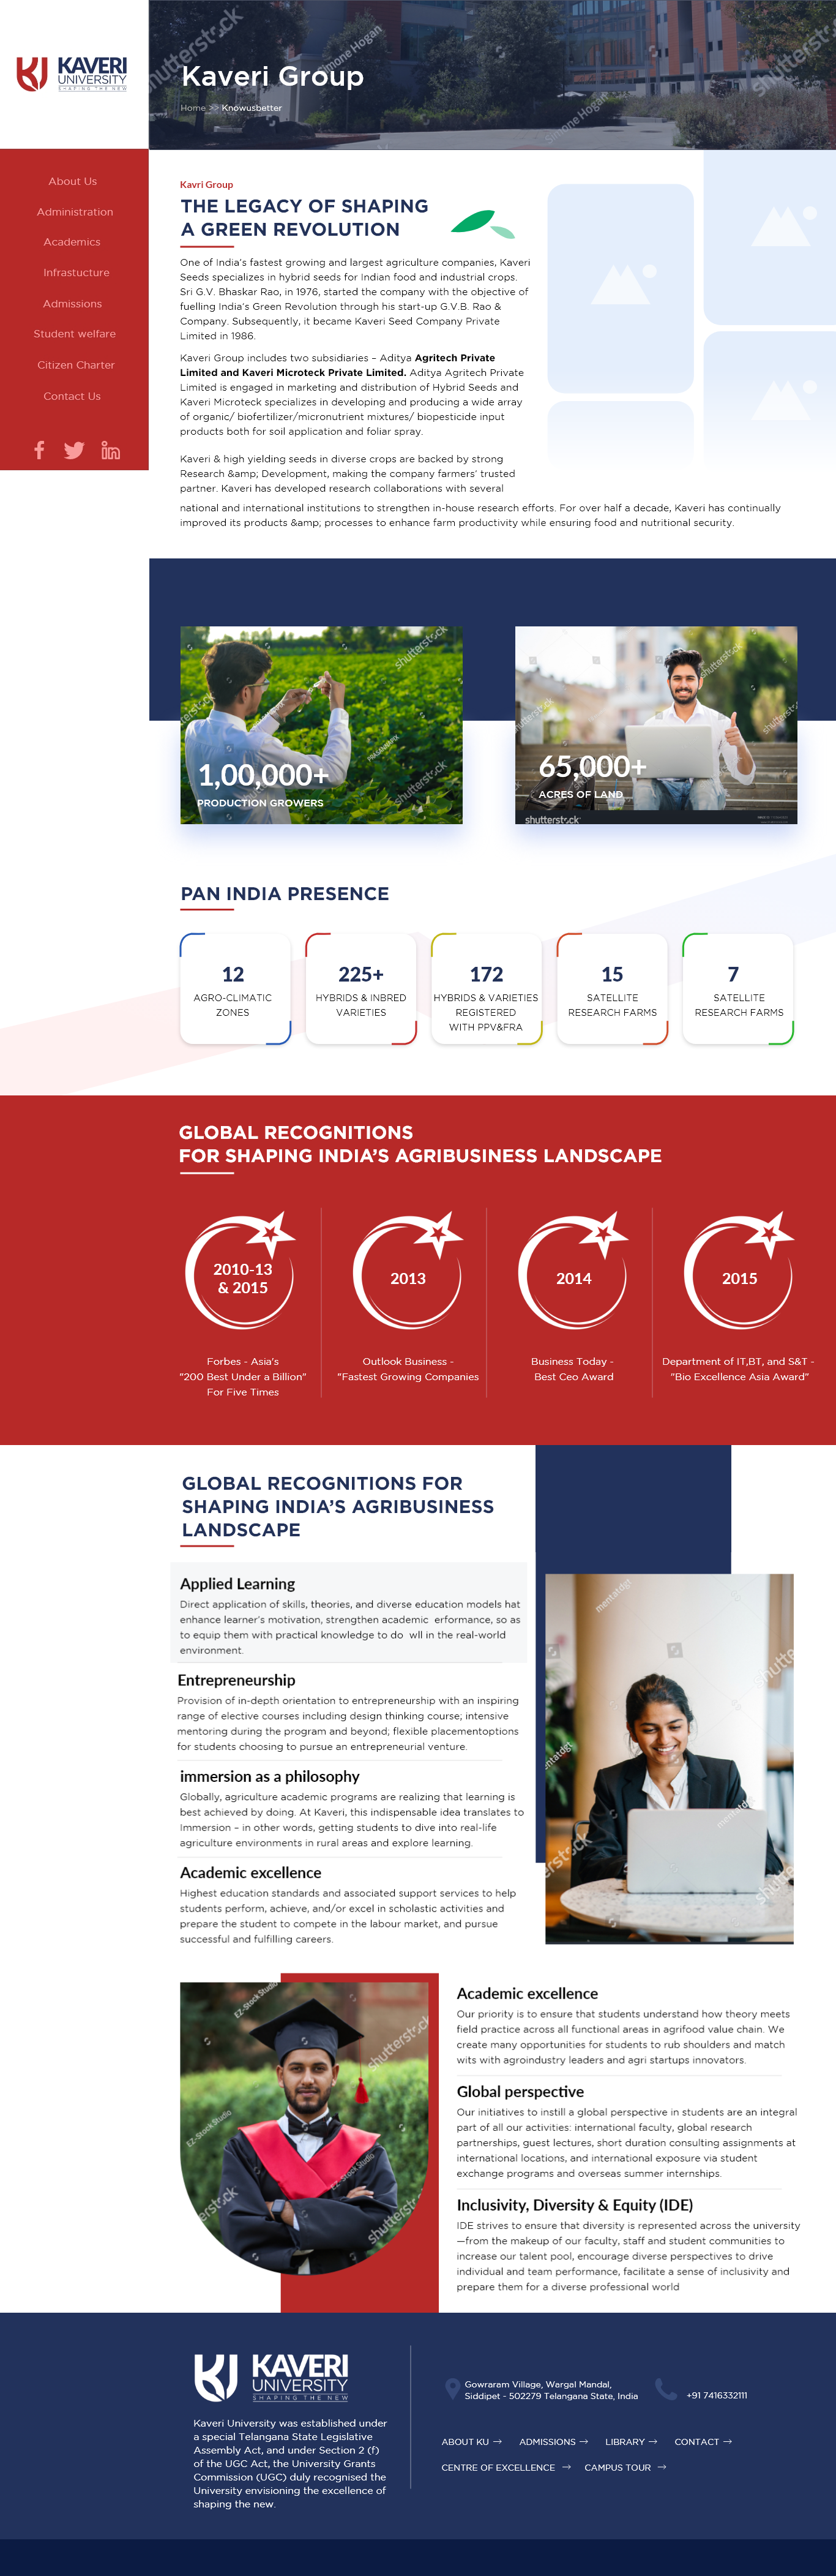 KAVERI
UNIVERSITY
SHAPING THE NEW
Kaveri Group
Home >> Knowusbetter
About Us
Administration
Academics
Infrastucture
Admissions
Student welfare
Citizen Charter
Contact Us
Kavri Group
THE LEGACY OF SHAPING
A GREEN REVOLUTION
One of India's fastest growing and largest agriculture companies, Kaveri
Seeds specializes in hybrid seeds for Indian food and industrial crops.
Sri G.V. Bhaskar Rao, in 1976, started the company with the objective of
fuelling India's Green Revolution through his start-up G.V.B. Rao &
Company. Subsequently, it became Kaveri Seed Company Private
Limited in 1986.
Kaveri Group includes two subsidiaries – Aditya Agritech Private
Limited and Kaveri Microteck Private Limited. Aditya Agritech Private
Limited is engaged in marketing and distribution of Hybrid Seeds and
Kaveri Microteck specializes in developing and producing a wide array
of organic/ biofertilizer/micronutrient mixtures/ biopesticide input
products both for soil application and foliar spray.
Kaveri & high yielding seeds in diverse crops are backed by strong
Research &amp; Development, making the company farmers' trusted
partner. Kaveri has developed research collaborations with several
national and international institutions to strengthen in-house research efforts. For over half a decade, Kaveri has continually
improved its products &amp; processes to enhance farm productivity while ensuring food and nutritional security.
1,00,000+
PRODUCTION GROWERS
65,000+
ACRES OF LAND
shutterstock
PAN INDIA PRESENCE
12
AGRO-CLIMATIC
ZONES
225+
HYBRIDS & INBRED
VARIETIES
172
HYBRIDS & VARIETIES
REGISTERED
WITH PPV&FRA
15
SATELLITE
RESEARCH FARMS
7
SATELLITE
RESEARCH FARMS
GLOBAL RECOGNITIONS
FOR SHAPING INDIA'S AGRIBUSINESS LANDSCAPE
2010-13
& 2015
Forbes - Asia's
"200 Best Under a Billion"
For Five Times
2013
Outlook Business -
"Fastest Growing Companies
2014
Business Today -
Best Ceo Award
2015
Department of IT,BT, and S&T -
"Bio Excellence Asia Award"
GLOBAL RECOGNITIONS FOR
SHAPING INDIA'S AGRIBUSINESS
LANDSCAPE
Applied Learning
Direct application of skills, theories, and diverse education models hat
enhance learner's motivation, strengthen academic erformance, so as
to equip them with practical knowledge to do wll in the real-world
environment.
Entrepreneurship
Provision of in-depth orientation to entrepreneurship with an inspiring
range of elective courses including design thinking course; intensive
mentoring during the program and beyond; flexible placementoptions
for students choosing to pursue an entrepreneurial venture.
immersion as a philosophy
Globally, agriculture academic programs are realizing that learning is
best achieved by doing. At Kaveri, this indispensable idea translates to
Immersion – in other words, getting students to dive into real-life
agriculture environments in rural areas and explore learning.
Academic excellence
Highest education standards and associated support services to help
students perform, achieve, and/or excel in scholastic activities and
prepare the student to compete in the labour market, and pursue
successful and fulfilling careers.
Academic excellence
Our priority is to ensure that students understand how theory meets
field practice across all functional areas in agrifood value chain. We
create many opportunities for students to rub shoulders and match
wits with agroindustry leaders and agri startups innovators.
Global perspective
Our initiatives to instill a global perspective in students are an integral
part of all our activities: international faculty, global research
partnerships, guest lectures, short duration consulting assignments at
international locations, and international exposure via student
exchange programs and overseas summer internships.
Inclusivity, Diversity & Equity (IDE)
IDE strives to ensure that diversity is represented across the university
—from the makeup of our faculty, staff and student communities to
increase our talent pool, encourage diverse perspectives to drive
individual and team performance, facilitate a sense of inclusivity and
prepare them for a diverse professional world
KAVERI
UNIVERSITY
SHAPING THE NEW
Kaveri University was established under
a special Telangana State Legislative
Assembly Act, and under Section 2 (f)
of the UGC Act, the University Grants
Commission (UGC) duly recognised the
University envisioning the excellence of
shaping the new.
Gowraram Village, Wargal Mandal,
Siddipet - 502279 Telangana State, India
+91 7416332111
ABOUT KU → ADMISSIONS → LIBRARY → CONTACT →
CENTRE OF EXCELLENCE → CAMPUS TOUR →